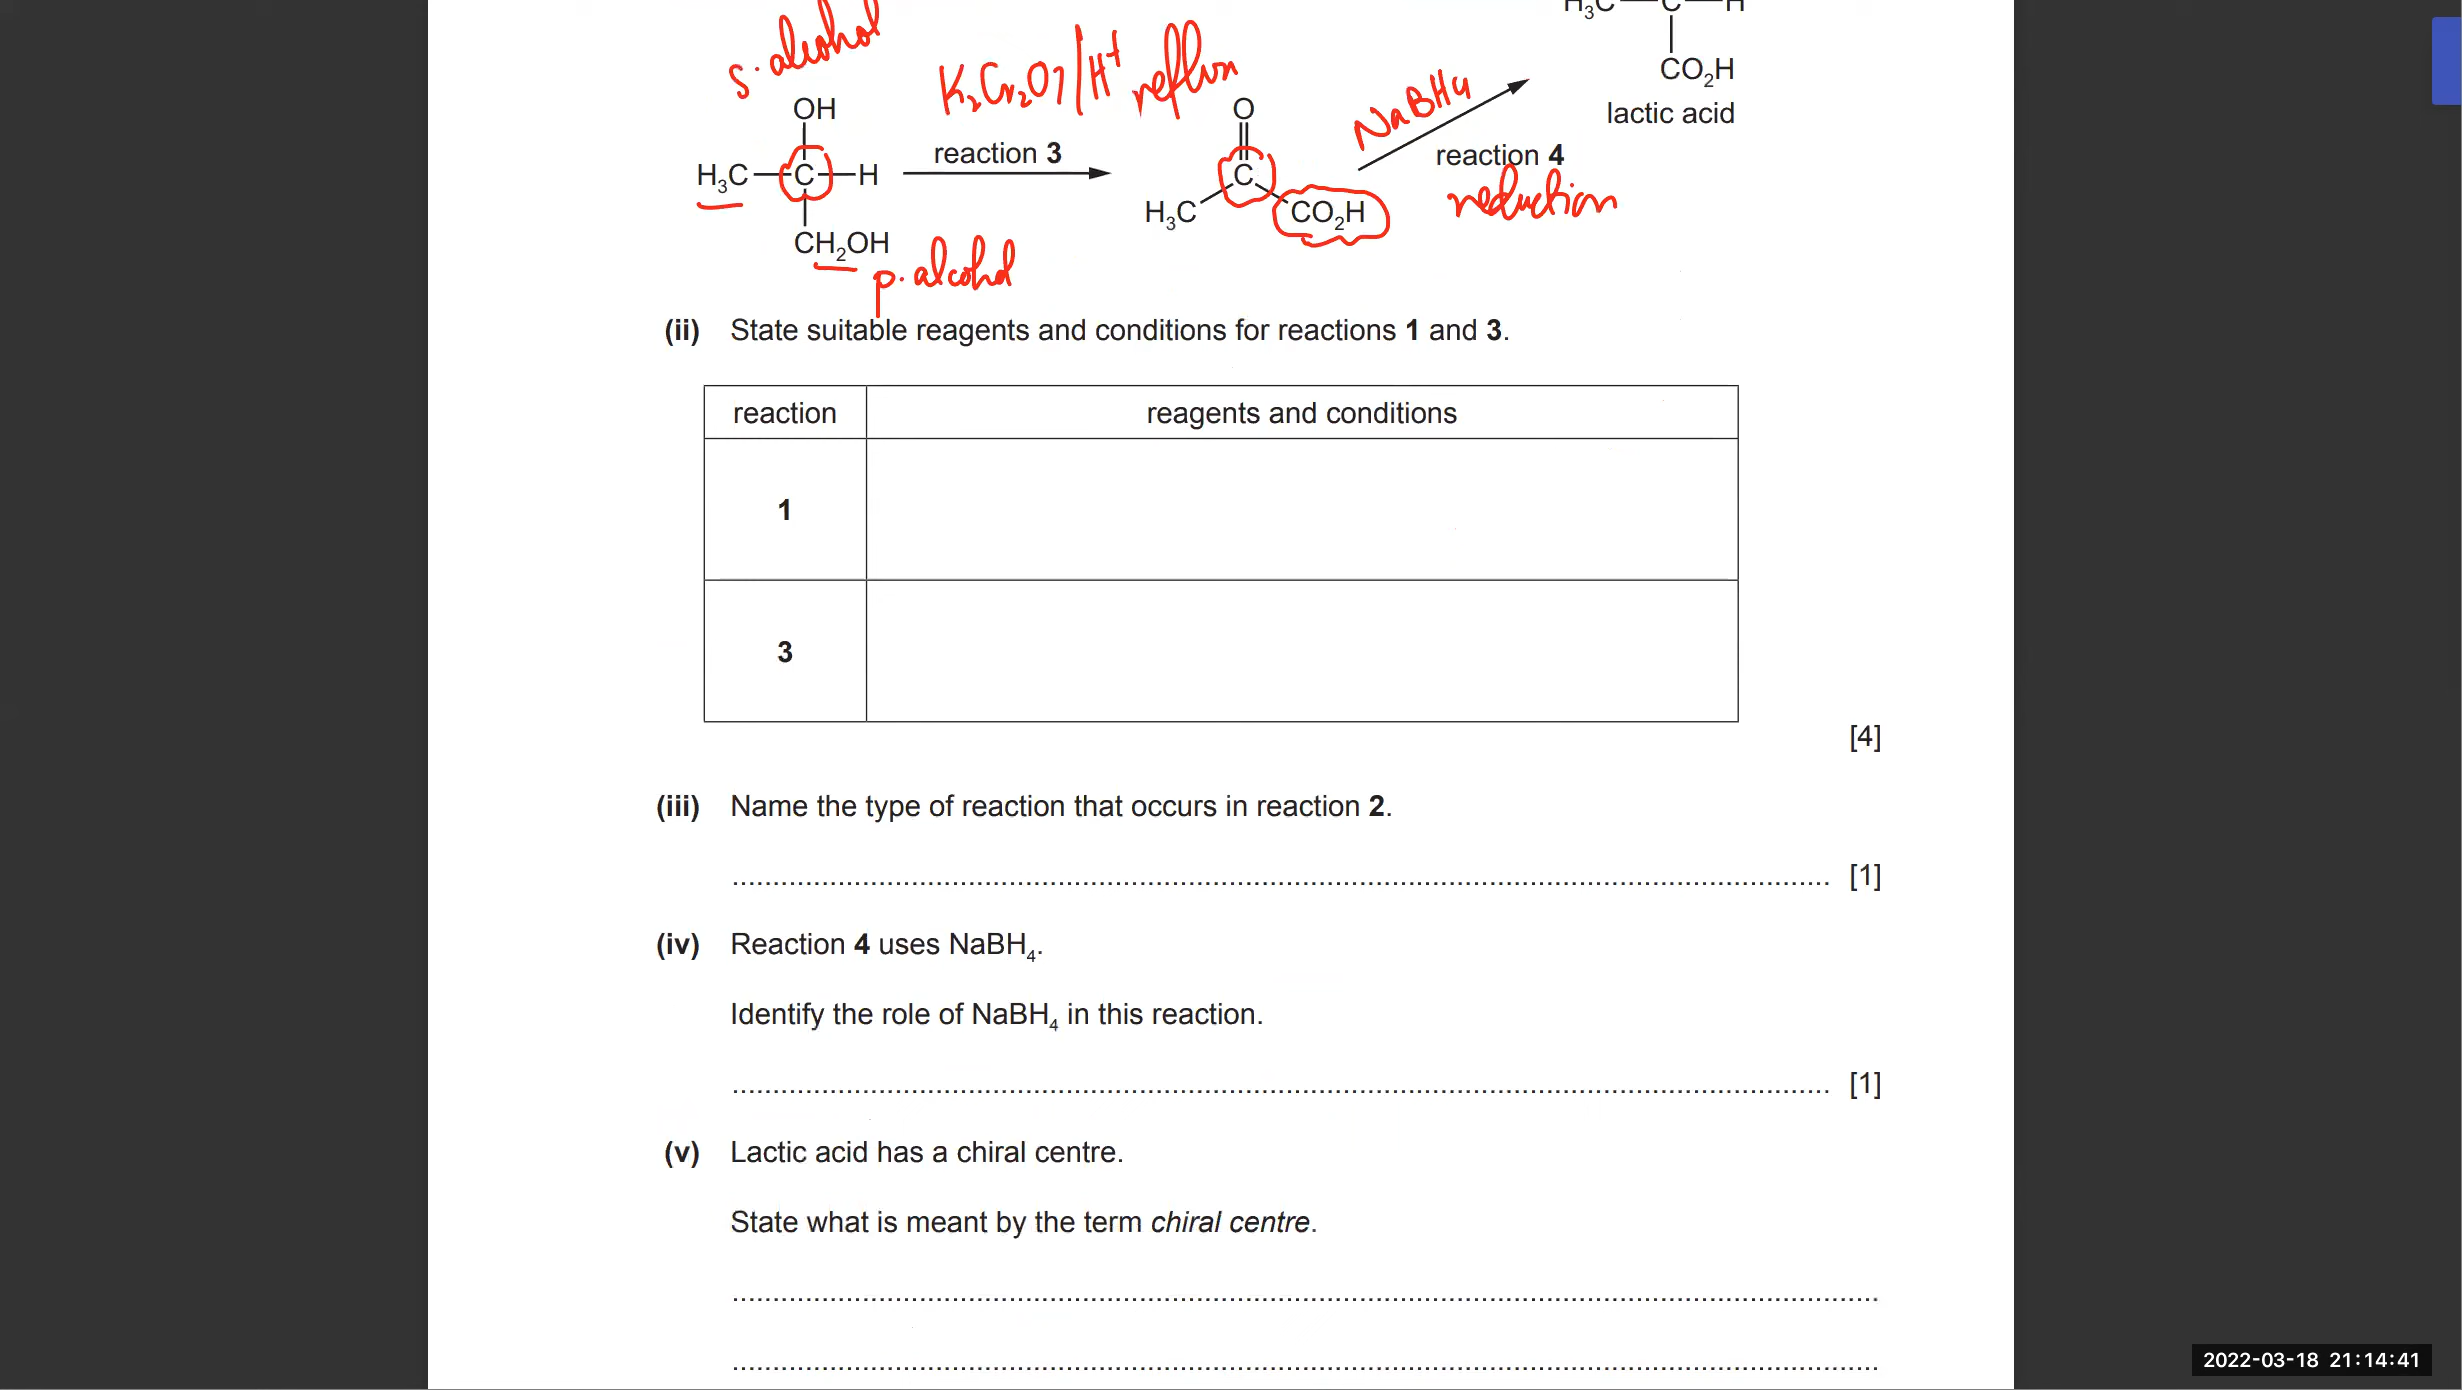 s. alcohol
K2Cr2O7/H+ reflux
H3C—C—H
CO2H
lactic acid
NaBH4
OH
H3C—C—H
CH2OH
p. alcohol
reaction 3
O
C
H3C
CO2H
reaction 4
reduction
(ii) State suitable reagents and conditions for reactions 1 and 3.
reaction reagents and conditions
1
3
[4]
(iii) Name the type of reaction that occurs in reaction 2.
[1]
(iv) Reaction 4 uses NaBH4.
Identify the role of NaBH4 in this reaction.
[1]
(v) Lactic acid has a chiral centre.
State what is meant by the term chiral centre.
2022-03-18 21:14:41